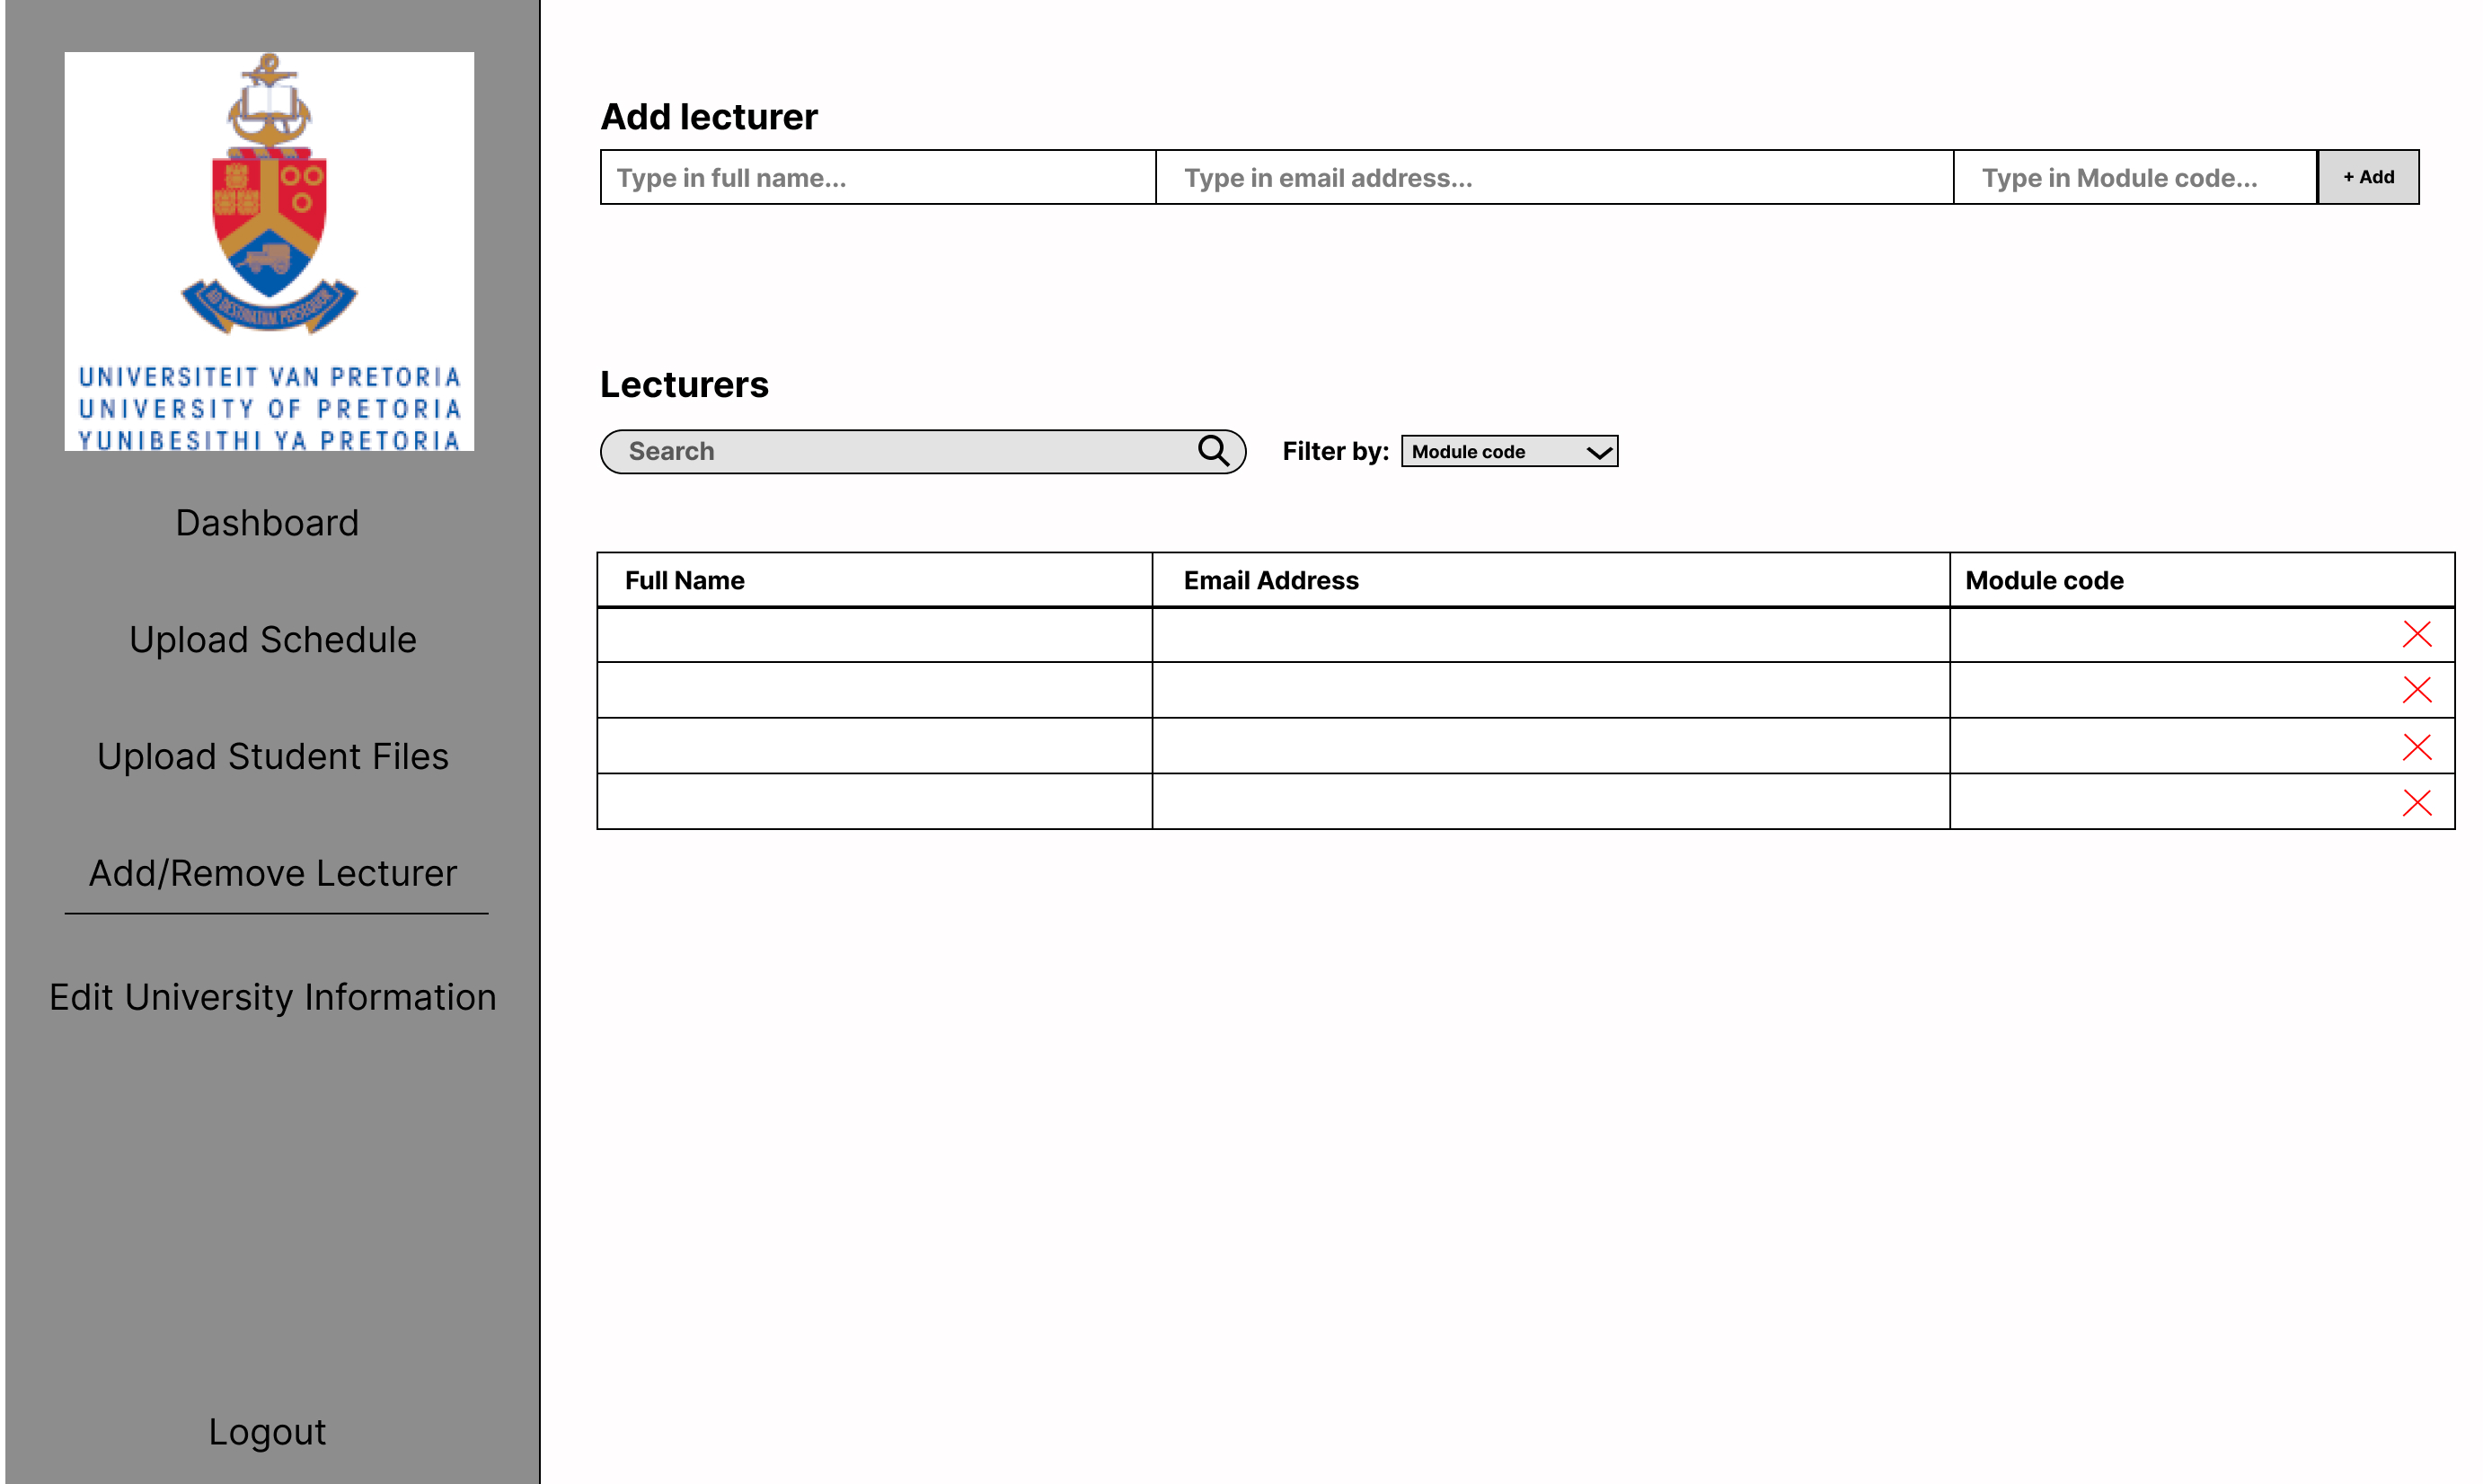 AD DESTINATUM PERSEQUOR
UNIVERSITEIT VAN PRETORIA
UNIVERSITY OF PRETORIA
YUNIBESITHI YA PRETORIA
Dashboard
Upload Schedule
Upload Student Files
Add/Remove Lecturer
Edit University Information
Logout
Add lecturer
Type in full name... Type in email address... Type in Module code... + Add
Lecturers
Search Filter by: Module code
Full Name Email Address Module code